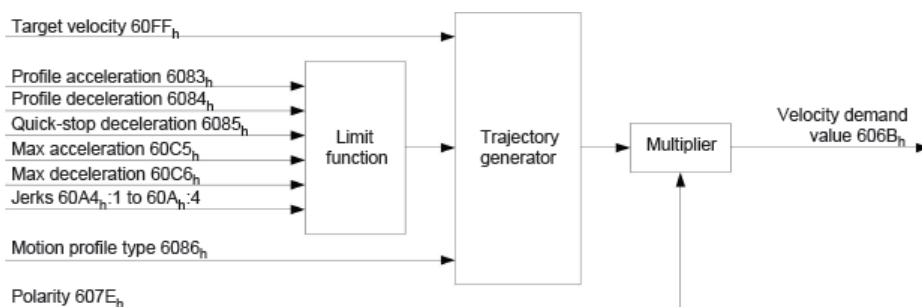 Target velocity 60FFh
Profile acceleration 6083h
Profile deceleration 6084h
Quick-stop deceleration 6085h
Max acceleration 60C5h
Max deceleration 60C6h
Jerks 60A4h:1 to 60Ah:4
Limit
function
Trajectory
generator
Multiplier
Velocity demand
value 606Bh
Motion profile type 6086h
Polarity 607Eh